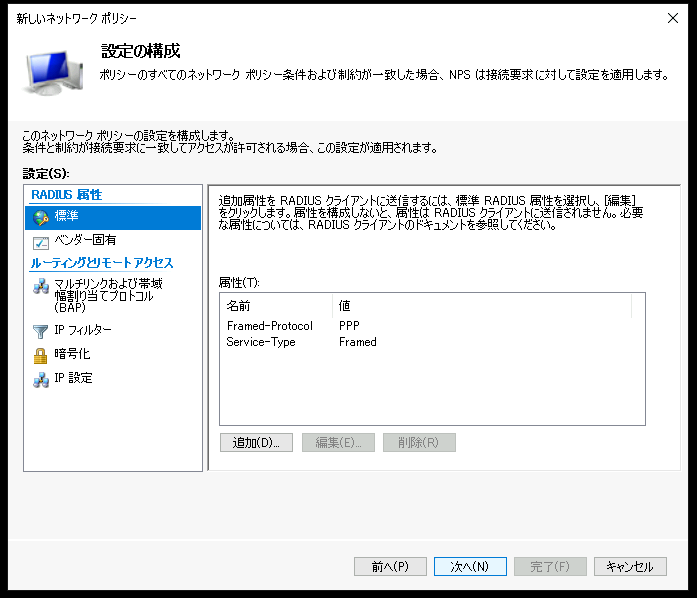 新しいネットワーク ポリシー
設定の構成
ポリシーのすべてのネットワーク ポリシー条件および制約が一致した場合、NPS は接続要求に対して設定を適用します。
このネットワーク ポリシーの設定を構成します。
条件と制約が接続要求に一致してアクセスが許可される場合、この設定が適用されます。
設定(S):
RADIUS 属性
標準
ベンダー固有
ルーティングとリモート アクセス
マルチリンクおよび帯域
幅割り当てプロトコル
(BAP)
IP フィルター
暗号化
IP 設定
追加属性を RADIUS クライアントに送信するには、標準 RADIUS 属性を選択し、[編集]
をクリックします。属性を構成しないと、属性は RADIUS クライアントに送信されません。必要
な属性については、RADIUS クライアントのドキュメントを参照してください。
属性(T):
名前 値
Framed-Protocol PPP
Service-Type Framed
追加(D)... 編集(E)... 削除(R)
前へ(P) 次へ(N) 完了(F) キャンセル